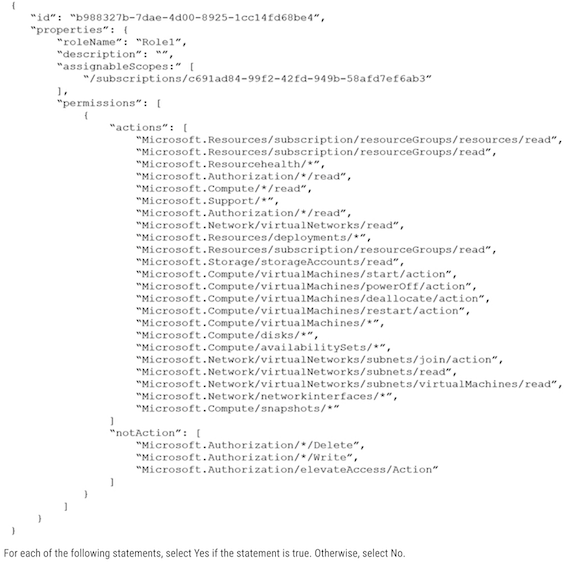 {
"id": "b988327b-7dae-4d00-8925-1cc14fd68be4",
"properties": {
"roleName": "Role1",
"description": "",
"assignableScopes:" [
"/subscriptions/c691ad84-99f2-42fd-949b-58afd7ef6ab3"
],
"permissions": [
{
"actions": [
"Microsoft.Resources/subscription/resourceGroups/resources/read",
"Microsoft.Resources/subscription/resourceGroups/read",
"Microsoft.Resourcehealth/*",
"Microsoft.Authorization/*/read",
"Microsoft.Compute/*/read",
"Microsoft.Support/*",
"Microsoft.Authorization/*/read",
"Microsoft.Network/virtualNetworks/read",
"Microsoft.Resources/deployments/*",
"Microsoft.Resources/subscription/resourceGroups/read",
"Microsoft.Storage/storageAccounts/read",
"Microsoft.Compute/virtualMachines/start/action",
"Microsoft.Compute/virtualMachines/powerOff/action",
"Microsoft.Compute/virtualMachines/deallocate/action",
"Microsoft.Compute/virtualMachines/restart/action",
"Microsoft.Compute/virtualMachines/*",
"Microsoft.Compute/disks/*",
"Microsoft.Compute/availabilitySets/*",
"Microsoft.Network/virtualNetworks/subnets/join/action",
"Microsoft.Network/virtualNetworks/subnets/read",
"Microsoft.Network/virtualNetworks/subnets/virtualMachines/read",
"Microsoft.Network/networkinterfaces/*",
"Microsoft.Compute/snapshots/*"
]
"notAction": [
"Microsoft.Authorization/*/Delete",
"Microsoft.Authorization/*/Write",
"Microsoft.Authorization/elevateAccess/Action"
]
}
]
}
}
For each of the following statements, select Yes if the statement is true. Otherwise, select No.